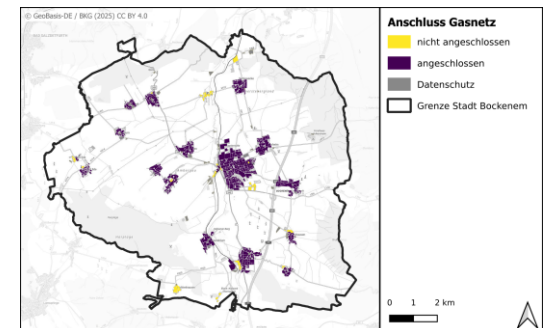 © GeoBasis-DE / BKG (2025) CC BY 4.0
Anschluss Gasnetz
nicht angeschlossen
angeschlossen
Datenschutz
Grenze Stadt Bockenem
0 1 2 km